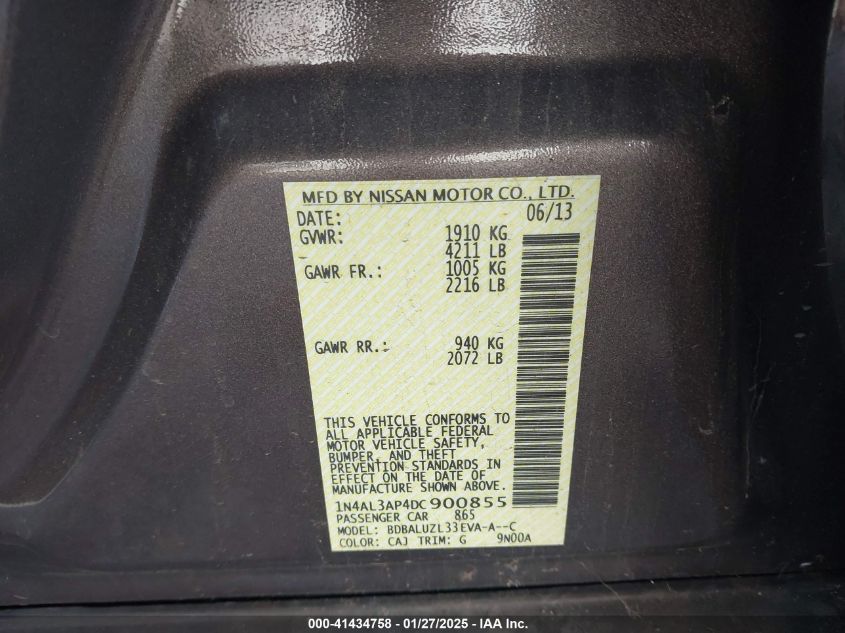 MFD BY NISSAN MOTOR CO., LTD.
DATE: 06/13
GVWR: 1910 KG
4211 LB
GAWR FR.: 1005 KG
2216 LB
GAWR RR.: 940 KG
2072 LB
THIS VEHICLE CONFORMS TO
ALL APPLICABLE FEDERAL
MOTOR VEHICLE SAFETY,
BUMPER, AND THEFT
PREVENTION STANDARDS IN
EFFECT ON THE DATE OF
MANUFACTURE SHOWN ABOVE.
1N4AL3AP4DC900855
PASSENGER CAR 865
MODEL: BDBALUZL33EVA-A--C
COLOR: CAJ TRIM: G 9N00A
000-41434758 - 01/27/2025 - IAA Inc.